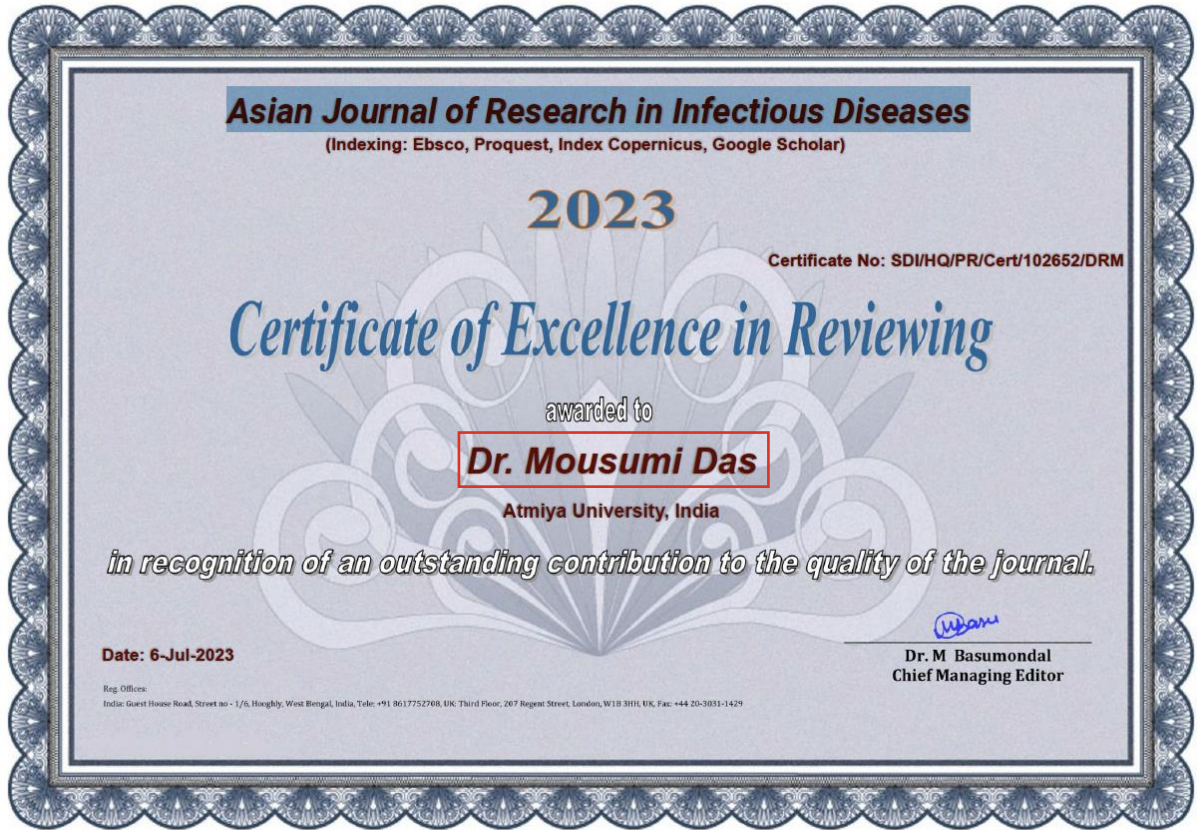 Asian Journal of Research in Infectious Diseases
(Indexing: Ebsco, Proquest, Index Copernicus, Google Scholar)
2023
Certificate No: SDI/HQ/PR/Cert/102652/DRM
Certificate of Excellence in Reviewing
awarded to
Dr. Mousumi Das
Atmiya University, India
in recognition of an outstanding contribution to the quality of the journal.
MBasu
Date: 6-Jul-2023
Dr. M Basumondal
Chief Managing Editor
Reg. Offices:
India: Guest House Road, Street no - 1/6, Hooghly, West Bengal, India, Tele: +91 8617752708, UK: Third Floor, 207 Regent Street, London, W1B 3HH, UK, Fax: +44 20-3031-1429